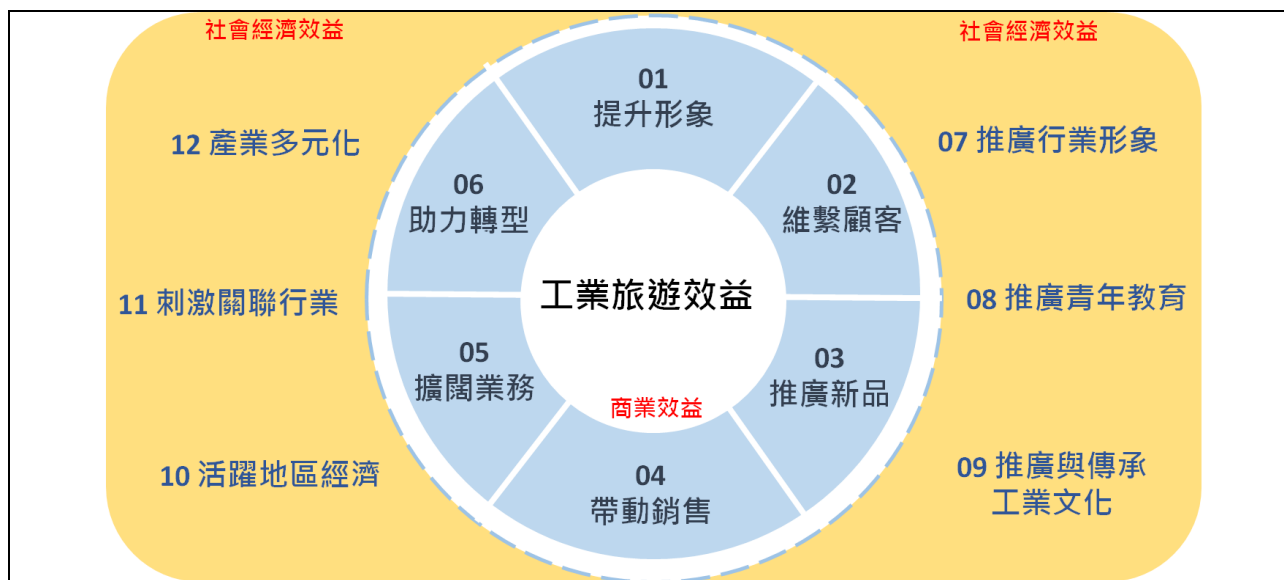 社會經濟效益
社會經濟效益
01
提升形象
12 產業多元化
07 推廣行業形象
06
助力轉型
02
維繫顧客
工業旅遊效益
11 刺激關聯行業
08 推廣青年教育
05
擴闊業務
03
推廣新品
商業效益
10 活躍地區經濟
04
帶動銷售
09 推廣與傳承
工業文化